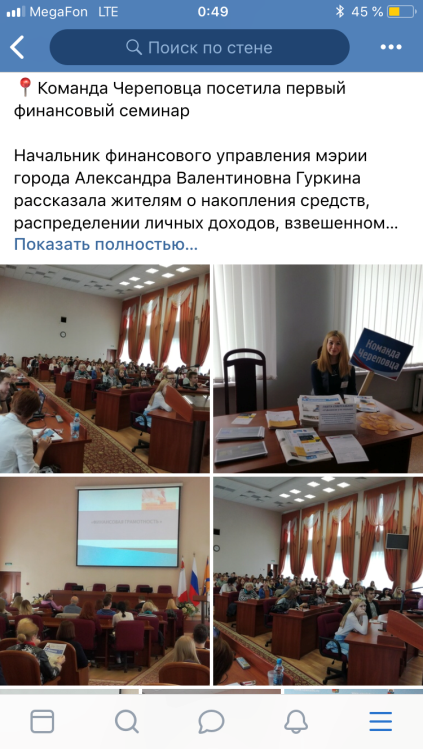 MegaFon LTE 0:49 45 %
Поиск по стене
Команда Череповца посетила первый
финансовый семинар
Начальник финансового управления мэрии
города Александра Валентиновна Гуркина
рассказала жителям о накопления средств,
распределении личных доходов, взвешенном...
Показать полностью...
Команда
Череповца